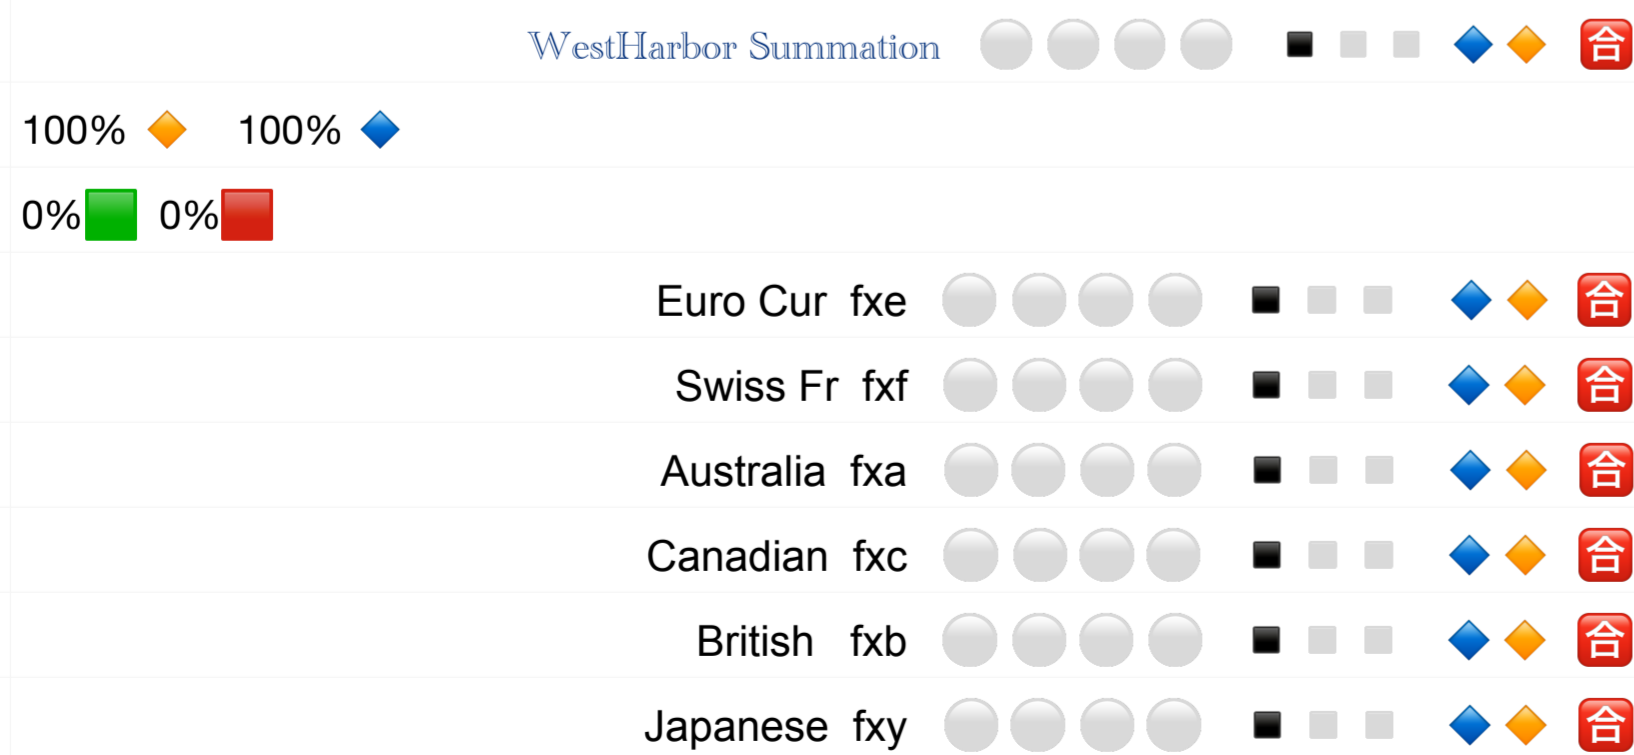 WestHarbor Summation 合
100% 100%
0% 0%
Euro Cur fxe 合
Swiss Fr fxf 合
Australia fxa 合
Canadian fxc 合
British fxb 合
Japanese fxy 合